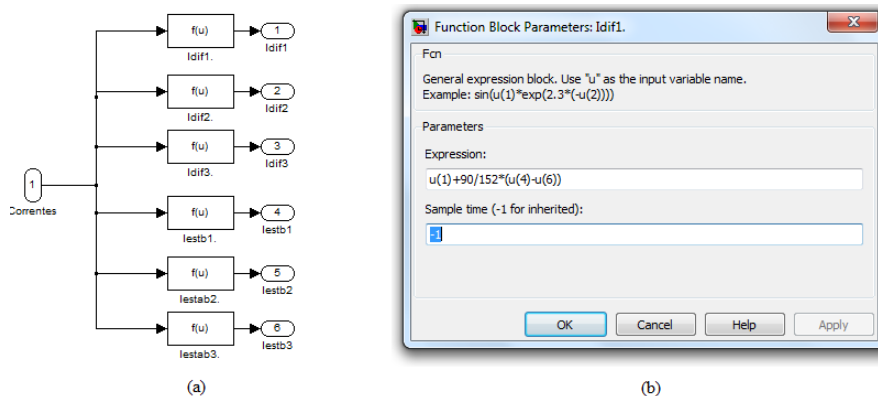 f(u)
Idif1.
1
Idif1
f(u)
Idif2.
2
Idif2
f(u)
Idif3.
3
Idif3
1
Correntes
f(u)
Iestb1.
4
Iestb1
f(u)
Iestab2.
5
Iestb2
f(u)
Iestab3.
6
Iestb3
(a)
Function Block Parameters: Idif1.
Fcn
General expression block. Use "u" as the input variable name.
Example: sin(u(1)*exp(2.3*(-u(2))))
Parameters
Expression:
u(1)+90/152*(u(4)-u(6))
Sample time (-1 for inherited):
-1
OK
Cancel
Help
Apply
(b)